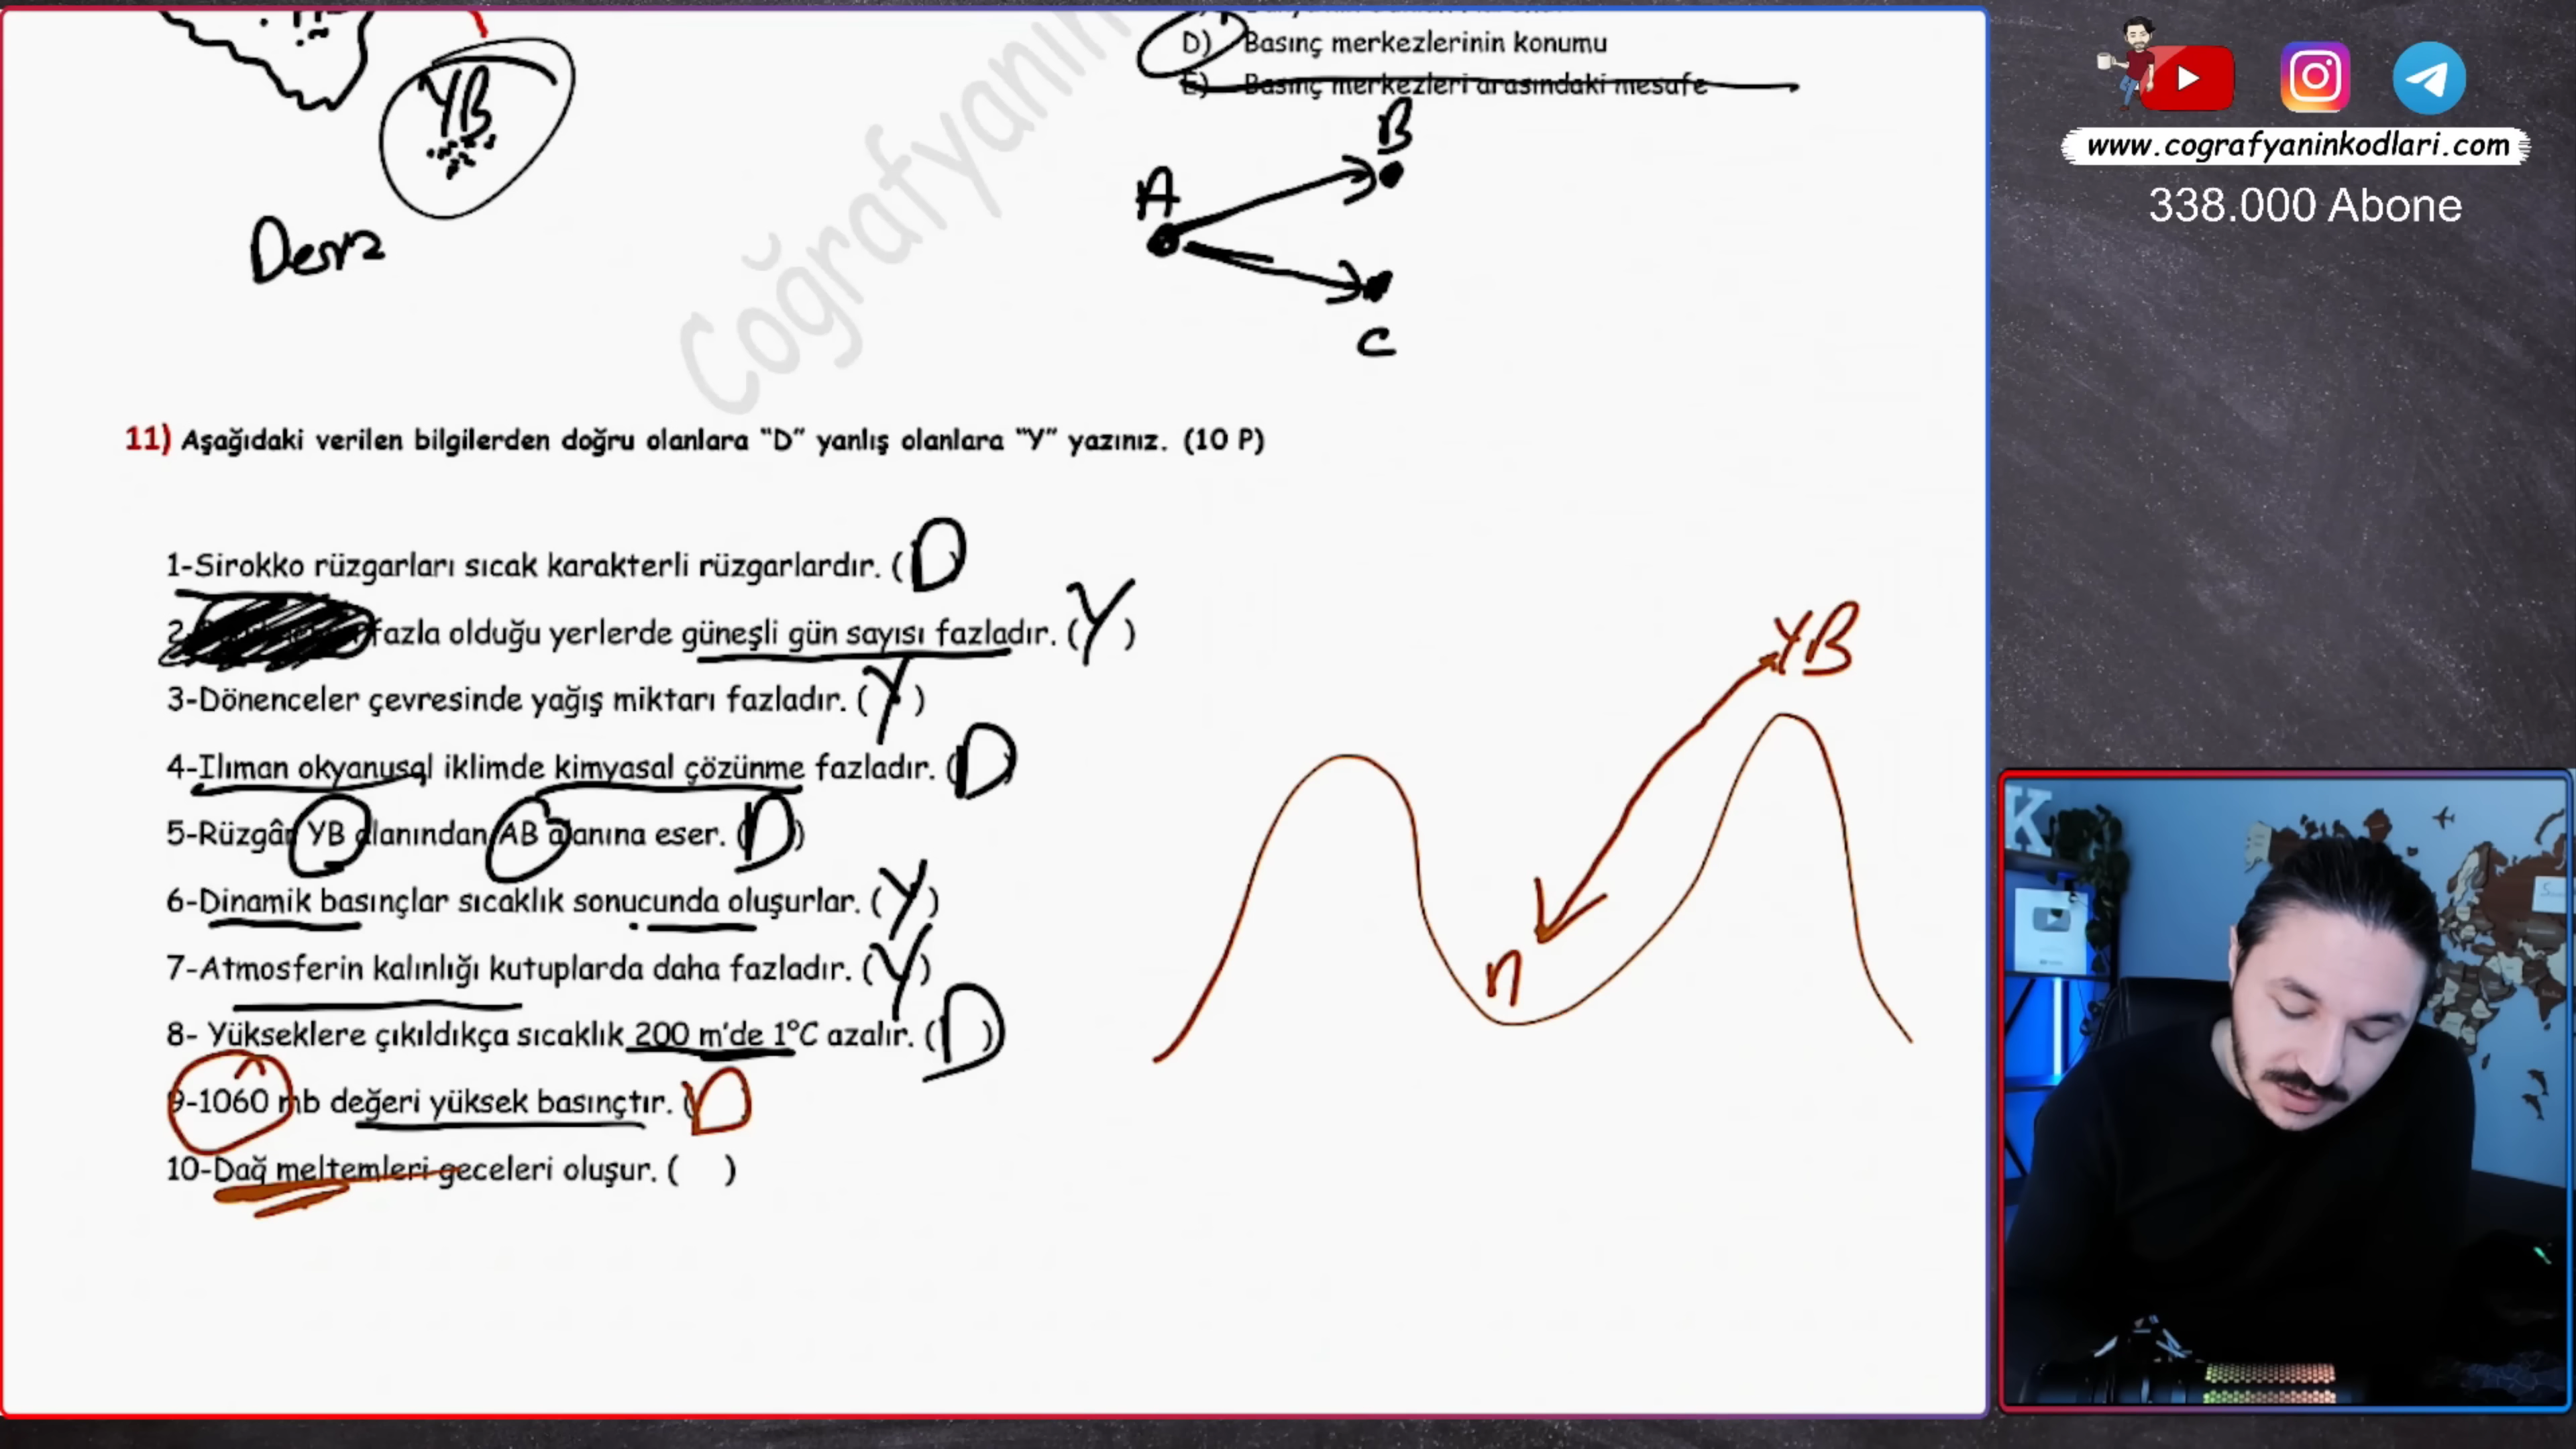 D) Basınç merkezlerinin konumu
E) Basınç merkezleri arasındaki mesafe
YB
B
A
C
Coğrafyanın
11) Aşağıdaki verilen bilgilerden doğru olanlara “D” yanlış olanlara “Y” yazınız. (10 P)
1-Sirokko rüzgarları sıcak karakterli rüzgarlardır. (D)
2- fazla olduğu yerlerde güneşli gün sayısı fazladır. (Y)
3-Dönenceler çevresinde yağış miktarı fazladır. (Y)
4-Ilıman okyanusal iklimde kimyasal çözünme fazladır. (D)
5-Rüzgâr YB alanından AB alanına eser. (D)
6-Dinamik basınçlar sıcaklık sonucunda oluşurlar. (Y)
7-Atmosferin kalınlığı kutuplarda daha fazladır. (Y)
8- Yükseklere çıkıldıkça sıcaklık 200 m’de 1°C azalır. (D)
9-1060 mb değeri yüksek basınçtır. (D)
10-Dağ meltemleri geceleri oluşur. ( )
YB
www.cografyaninkodlari.com
338.000 Abone
K